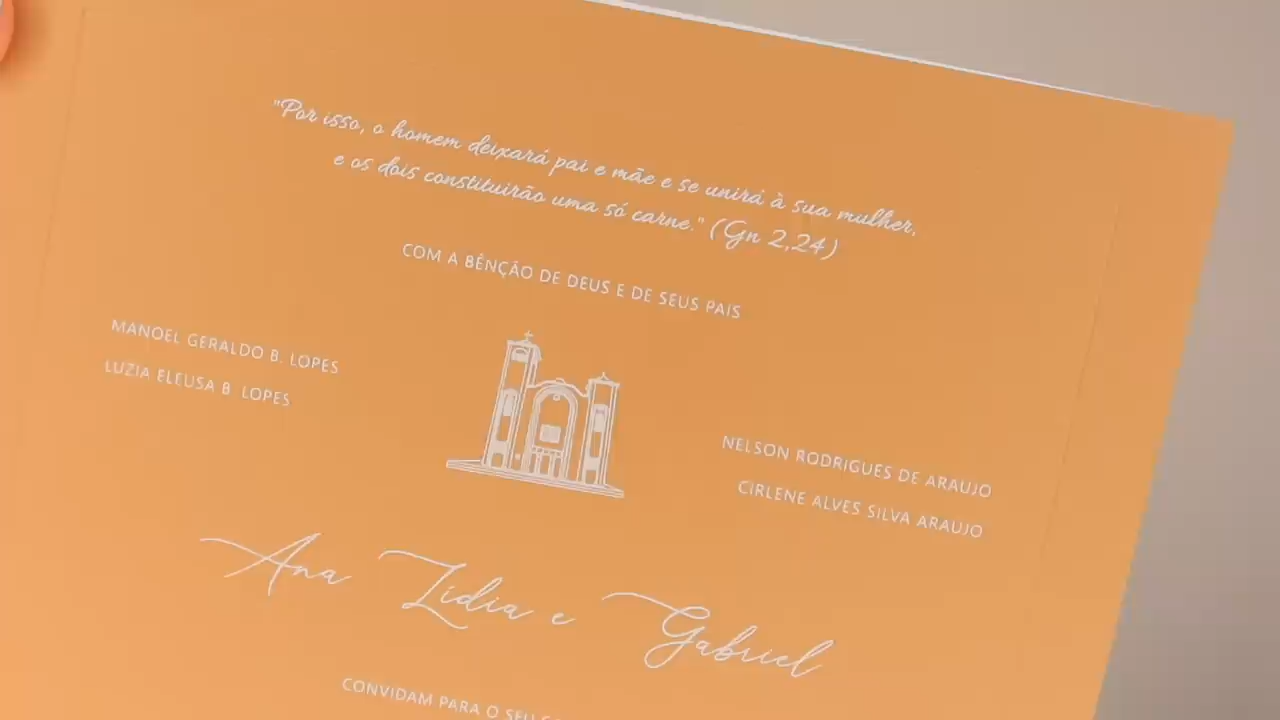 "Por isso, o homem deixará pai e mãe e se unirá à sua mulher,
e os dois constituirão uma só carne." (Gn 2,24)
COM A BÊNÇÃO DE DEUS E DE SEUS PAIS
MANOEL GERALDO B. LOPES
LUZIA ELEUSA B. LOPES
NELSON RODRIGUES DE ARAUJO
CIRLENE ALVES SILVA ARAUJO
Ana Lídia e Gabriel
CONVIDAM PARA O SEU